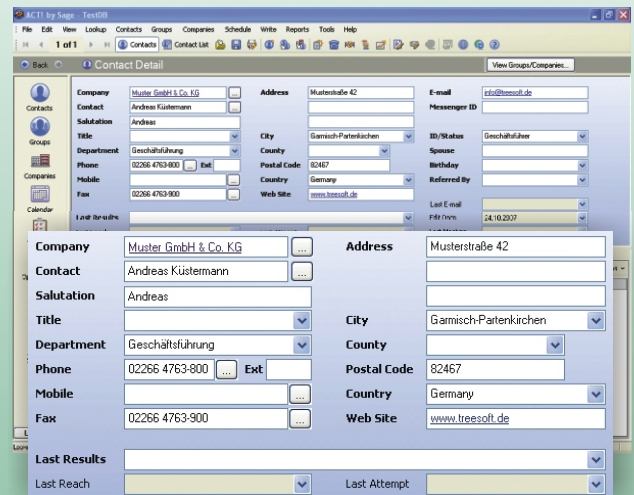 ACT! by Sage - TestDB
File Edit View Lookup Contacts Groups Companies Schedule Write Reports Tools Help
1 of 1 Contacts Contact List
Back Contact Detail View Groups/Companies...
Contacts
Groups
Companies
Calendar
Company Muster GmbH & Co. KG ... Address Musterstraße 42 E-mail info@treesoft.de
Contact Andreas Küstermann ... Messenger ID
Salutation Andreas
Title City Garmisch-Partenkirchen ID/Status Geschäftsführer
Department Geschäftsführung County Spouse
Phone 02266 4763-800 ... Ext Postal Code 82467 Birthday
Mobile ... Country Germany Referred By
Fax 02266 4763-900 ... Web Site www.treesoft.de
Last E-mail
Last Results Edit Date 24.10.2007
Company Muster GmbH & Co. KG ... Address Musterstraße 42
Contact Andreas Küstermann ...
Salutation Andreas
Title City Garmisch-Partenkirchen
Department Geschäftsführung County
Phone 02266 4763-800 ... Ext Postal Code 82467
Mobile ... Country Germany
Fax 02266 4763-900 ... Web Site www.treesoft.de
Last Results
Last Reach Last Attempt